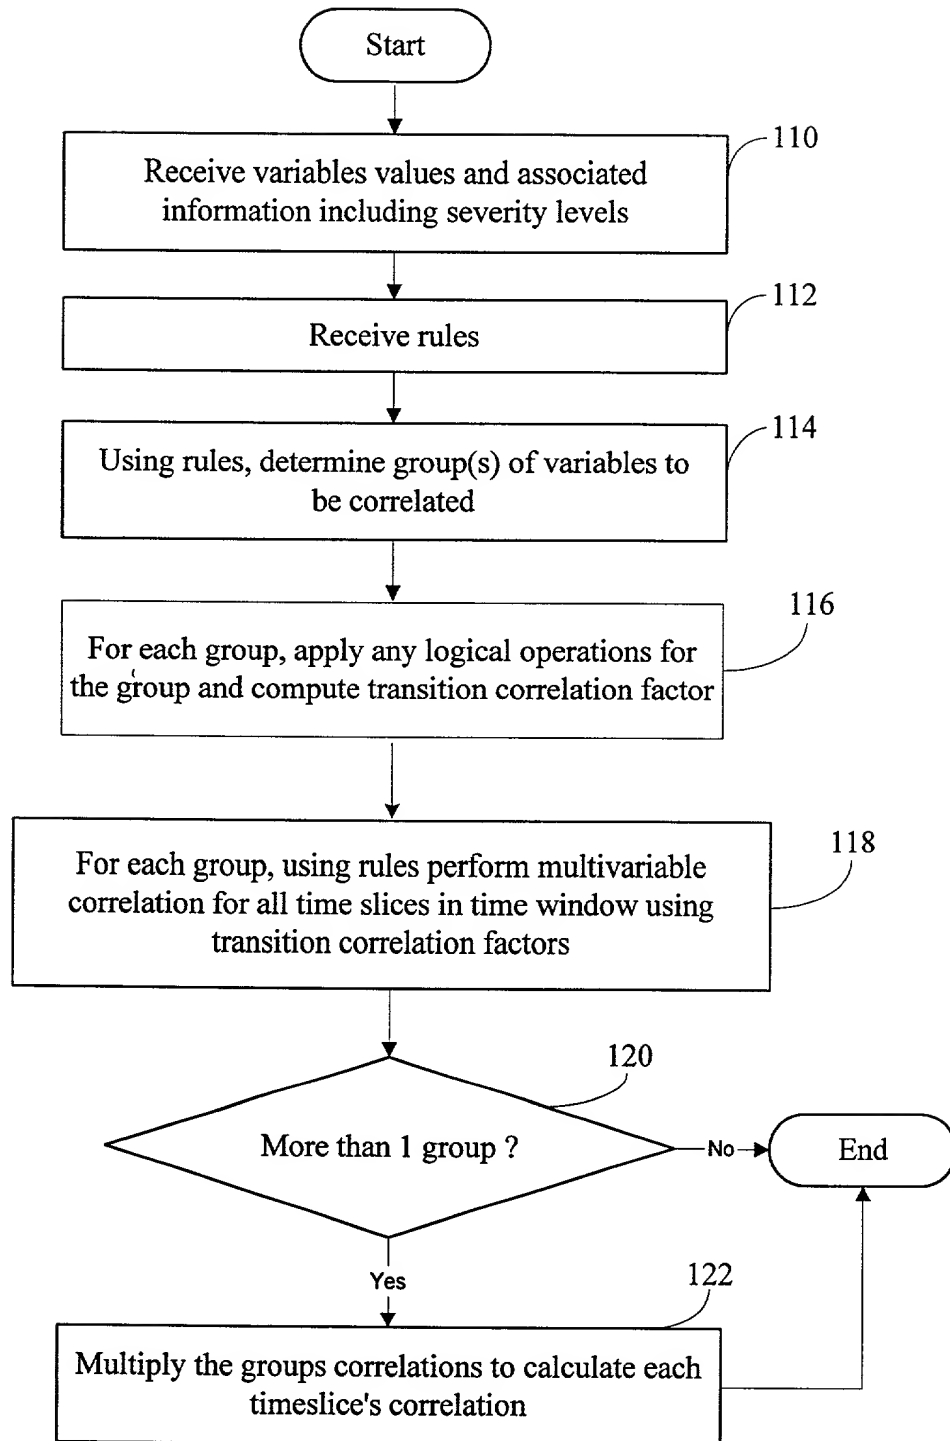 Start
110
Receive variables values and associated
information including severity levels
112
Receive rules
114
Using rules, determine group(s) of variables to
be correlated
116
For each group, apply any logical operations for
the group and compute transition correlation factor
118
For each group, using rules perform multivariable
correlation for all time slices in time window using
transition correlation factors
120
More than 1 group ?
No
End
Yes
122
Multiply the groups correlations to calculate each
timeslice's correlation